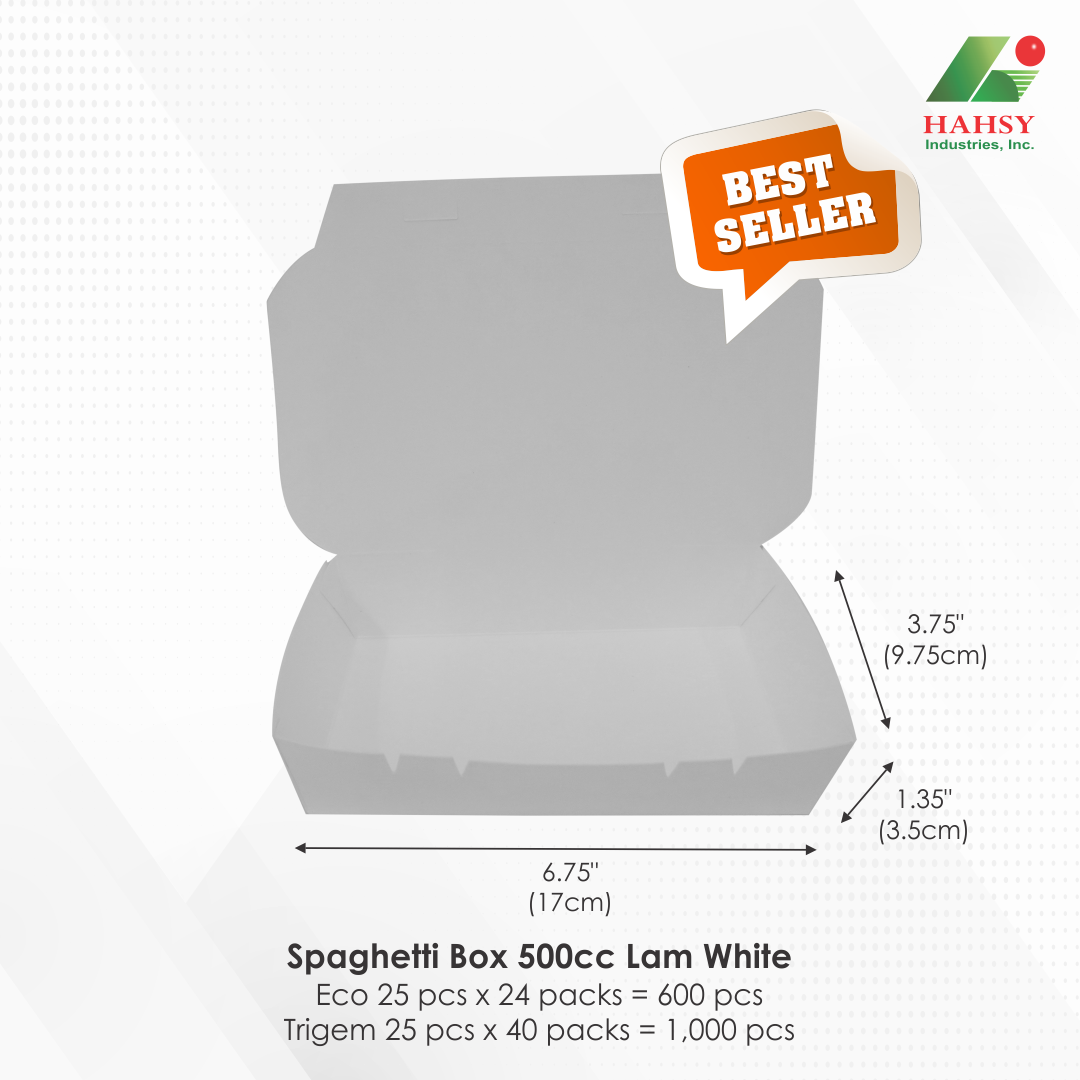 HAHSY
Industries, Inc.
BEST
SELLER
3.75"
(9.75cm)
1.35"
(3.5cm)
6.75"
(17cm)
Spaghetti Box 500cc Lam White
Eco 25 pcs x 24 packs = 600 pcs
Trigem 25 pcs x 40 packs = 1,000 pcs